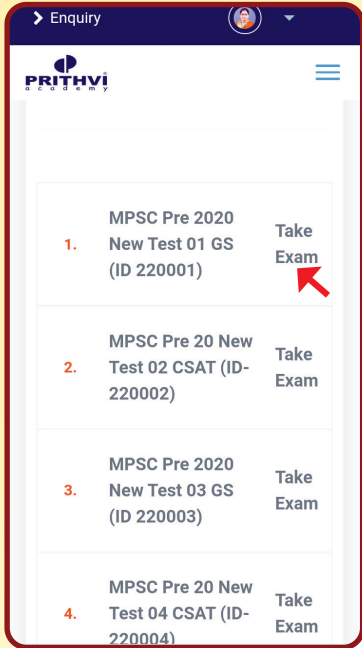 Enquiry
PRITHVI
academy
1.
MPSC Pre 2020
New Test 01 GS
(ID 220001)
Take
Exam
2.
MPSC Pre 20 New
Test 02 CSAT (ID-
220002)
Take
Exam
3.
MPSC Pre 2020
New Test 03 GS
(ID 220003)
Take
Exam
4.
MPSC Pre 20 New
Test 04 CSAT (ID-
220004)
Take
Exam